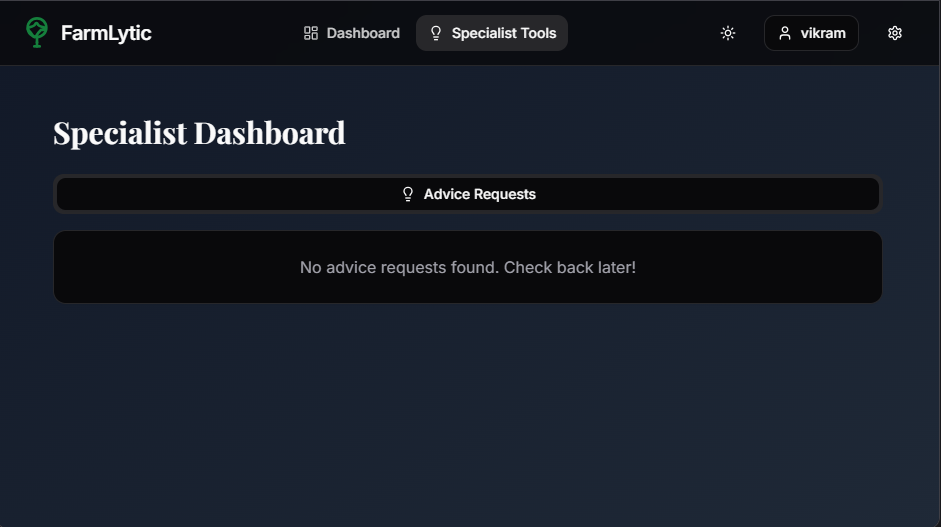 FarmLytic
Dashboard
Specialist Tools
vikram
Specialist Dashboard
Advice Requests
No advice requests found. Check back later!